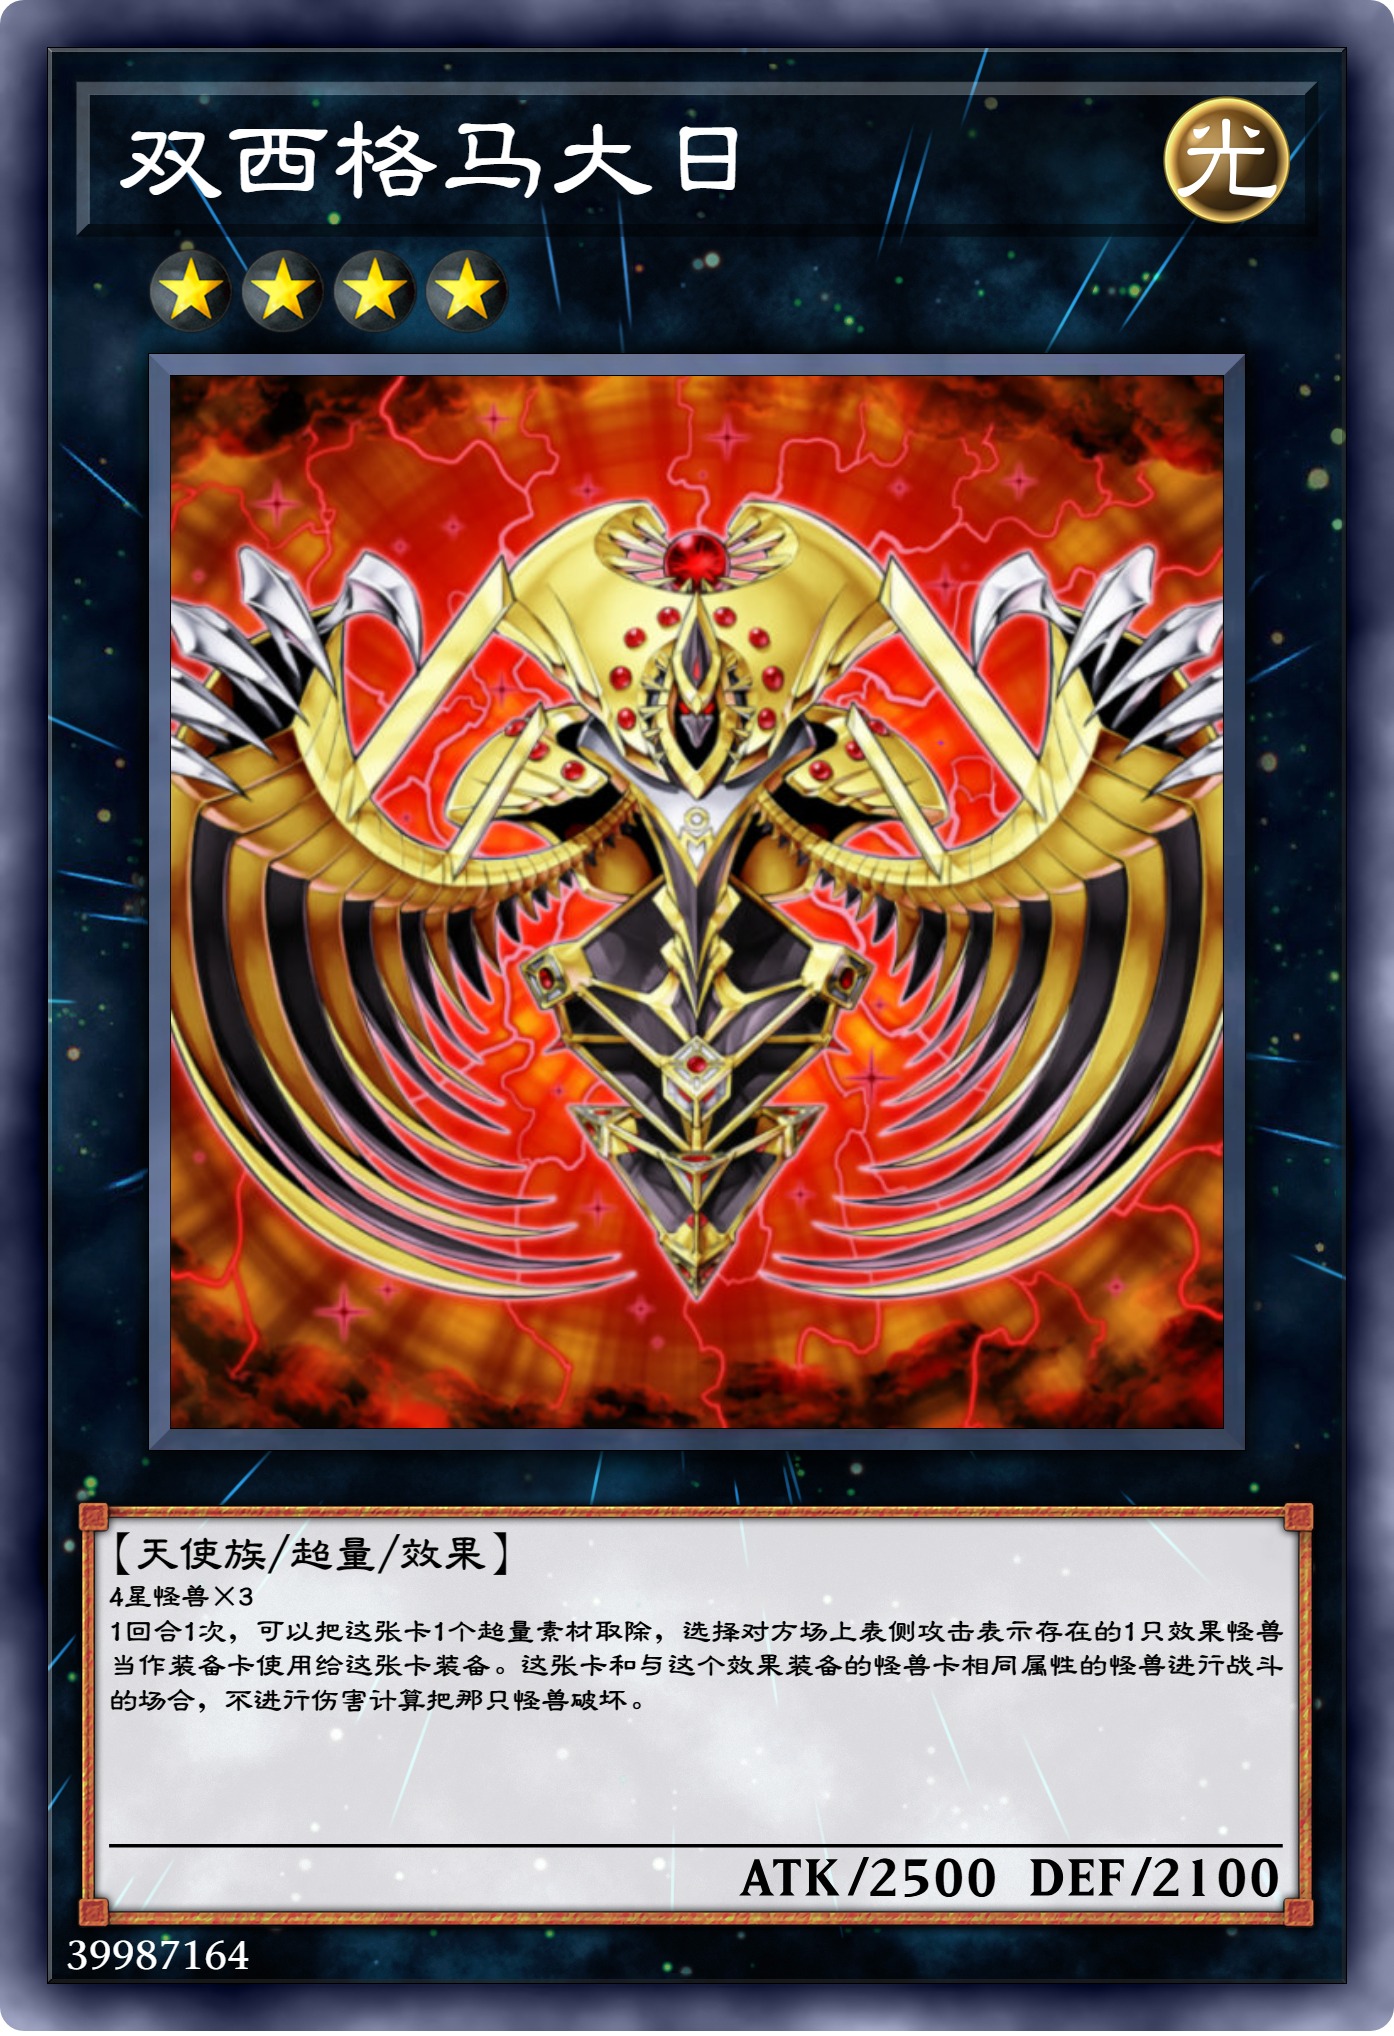 双西格马大日
光
【天使族/超量/效果】
4星怪兽×3
1回合1次，可以把这张卡1个超量素材取除，选择对方场上表侧攻击表示存在的1只效果怪兽
当作装备卡使用给这张卡装备。这张卡和与这个效果装备的怪兽卡相同属性的怪兽进行战斗
的场合，不进行伤害计算把那只怪兽破坏。
ATK/2500 DEF/2100
39987164